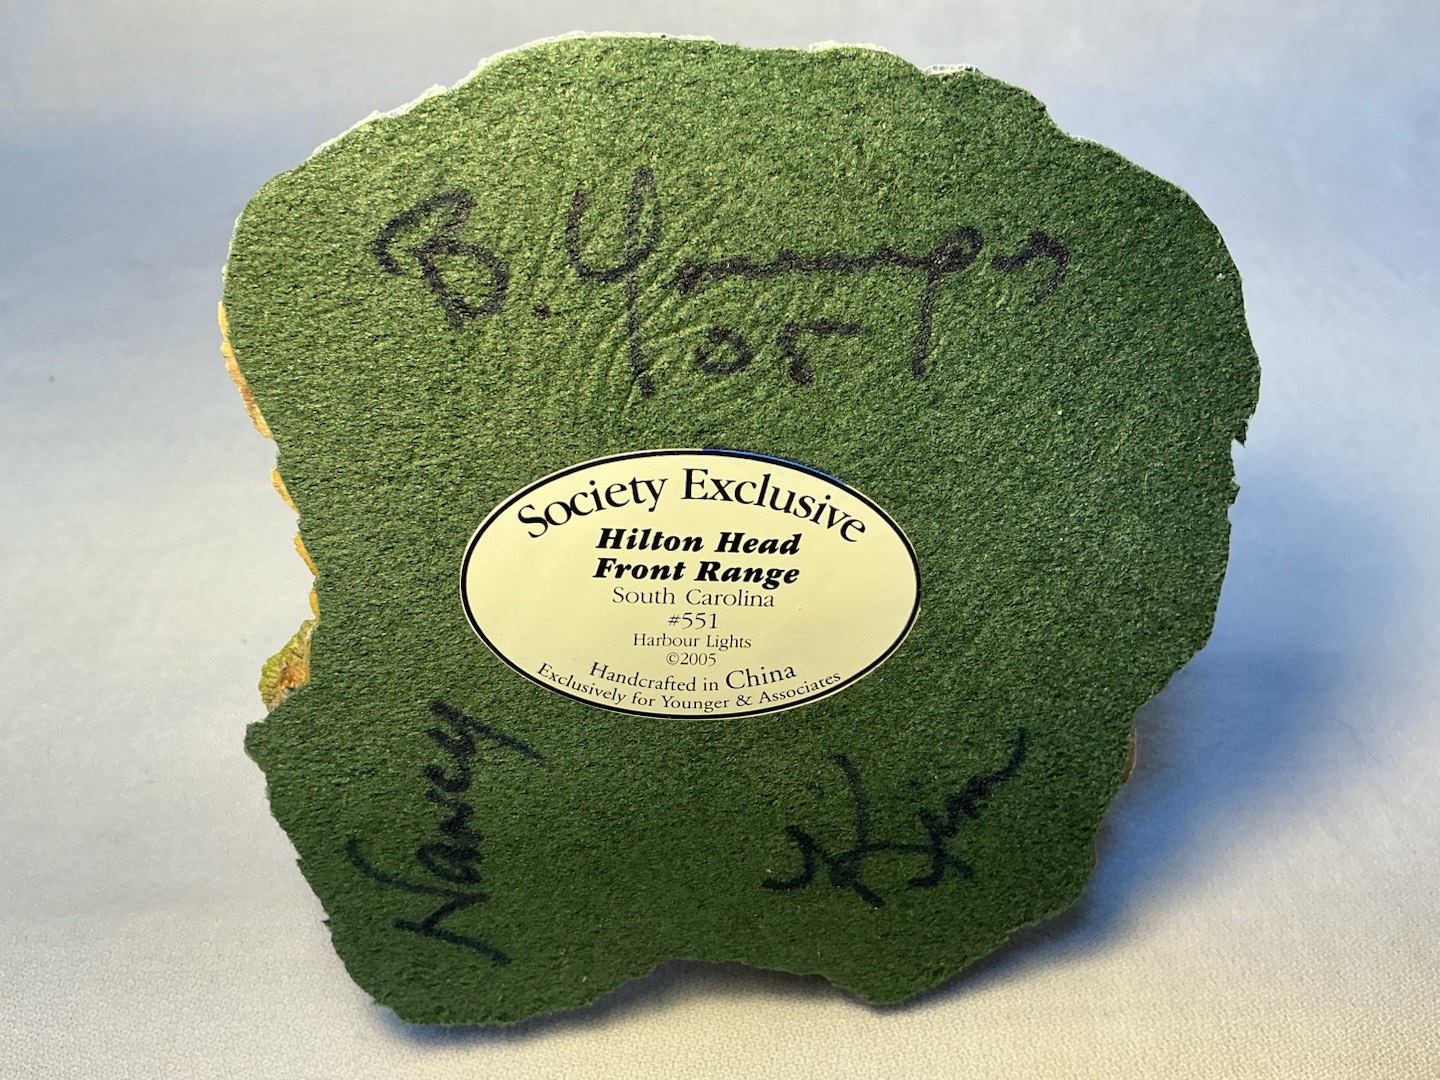 B. Younger
'05
Society Exclusive
Hilton Head
Front Range
South Carolina
#551
Harbour Lights
©2005
Handcrafted in China
Exclusively for Younger & Associates
Nancy
Kim